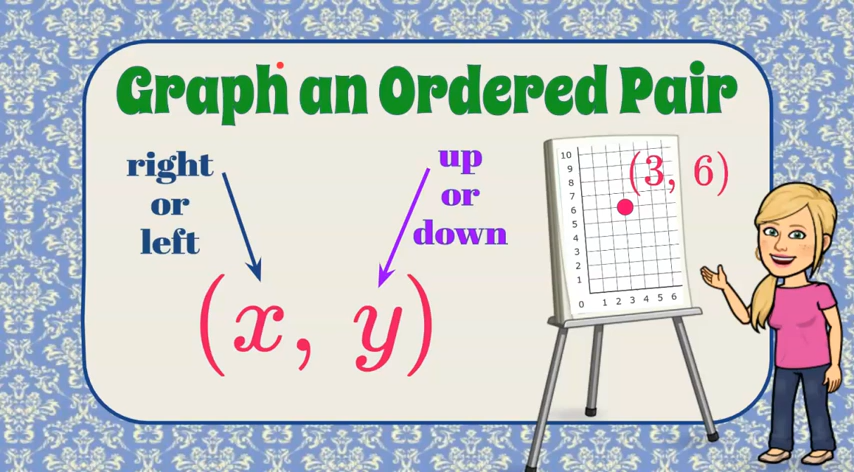 Graph an Ordered Pair
right
or
left
up
or
down
(x, y)
(3, 6)
10
9
8
7
6
5
4
3
2
1
0 1 2 3 4 5 6